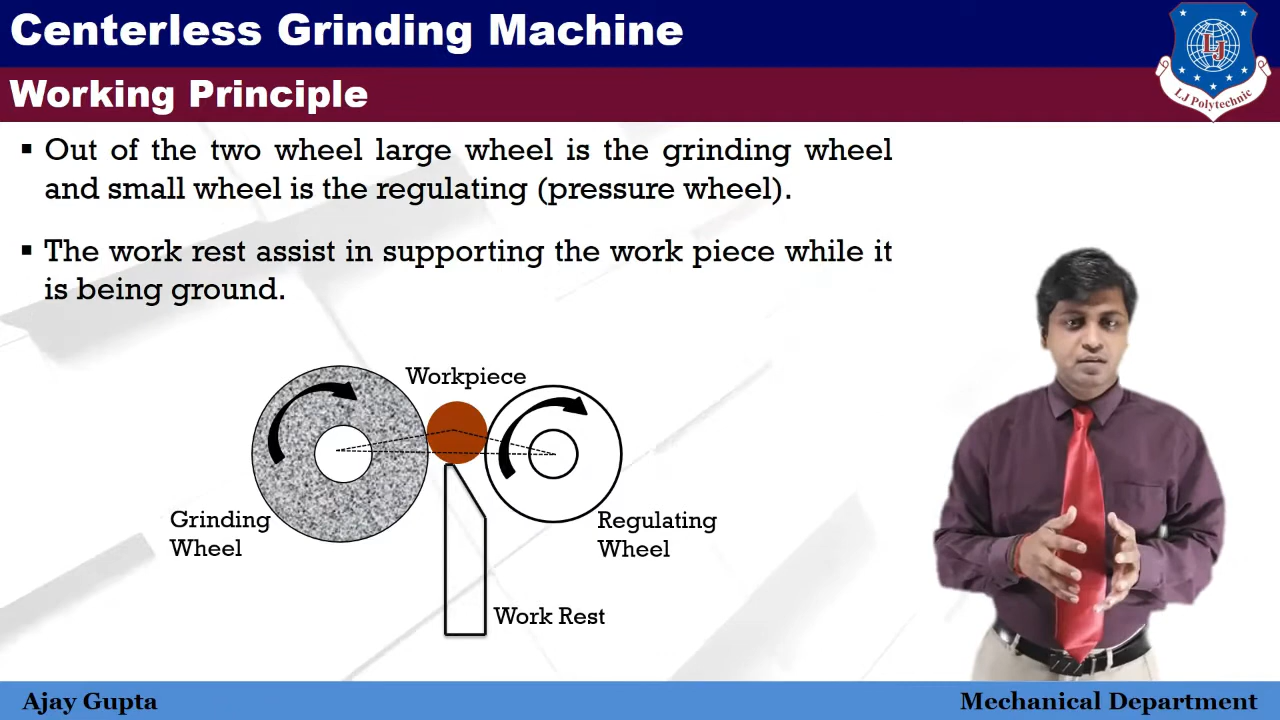 Centerless Grinding Machine
Working Principle
LJ
LJ Polytechnic
▪ Out of the two wheel large wheel is the grinding wheel
and small wheel is the regulating (pressure wheel).
▪ The work rest assist in supporting the work piece while it
is being ground.
Workpiece
Grinding
Wheel
Regulating
Wheel
Work Rest
Ajay Gupta
Mechanical Department